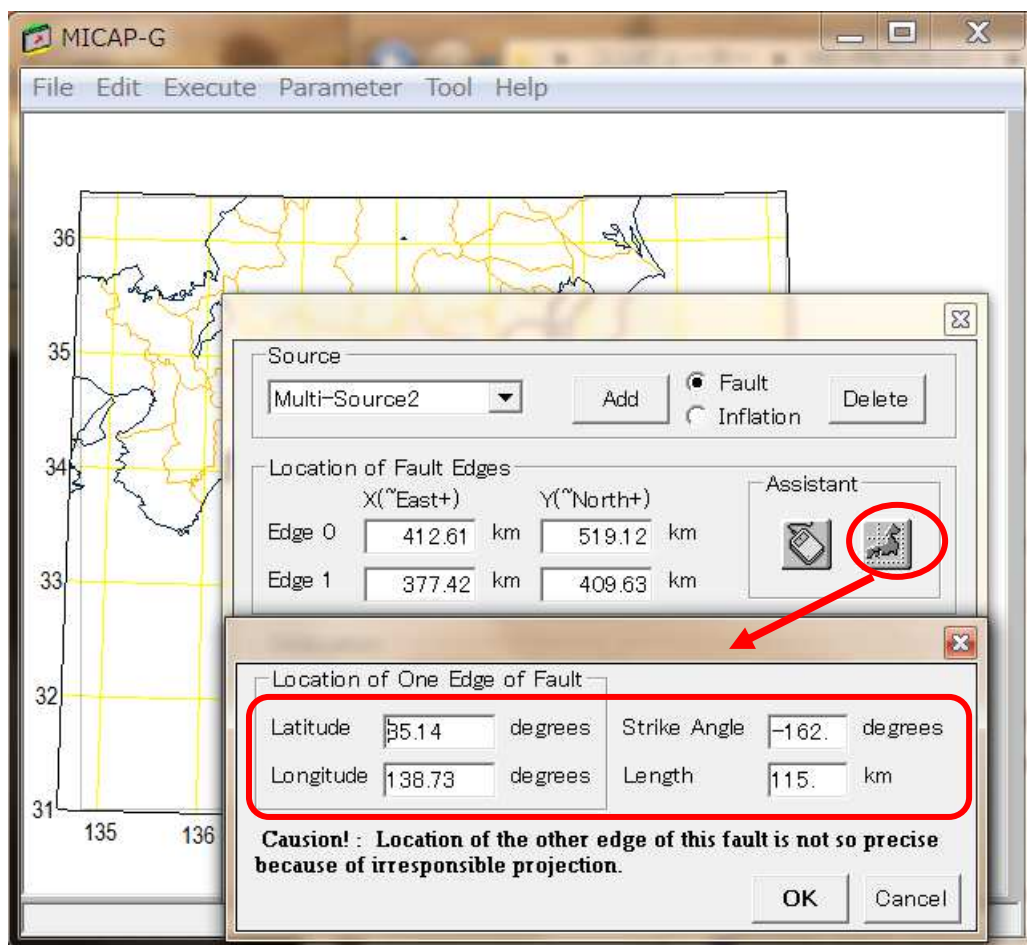 MICAP-G
File Edit Execute Parameter Tool Help
36
35
34
33
32
31
135 136
Source
Multi-Source2 Add Fault Delete
Inflation
Location of Fault Edges
Assistant
X(~East+) Y(~North+)
Edge 0 412.61 km 519.12 km
Edge 1 377.42 km 409.63 km
Location of One Edge of Fault
Latitude 35.14 degrees Strike Angle -162. degrees
Longitude 138.73 degrees Length 115. km
Causion! : Location of the other edge of this fault is not so precise
because of irresponsible projection.
OK Cancel